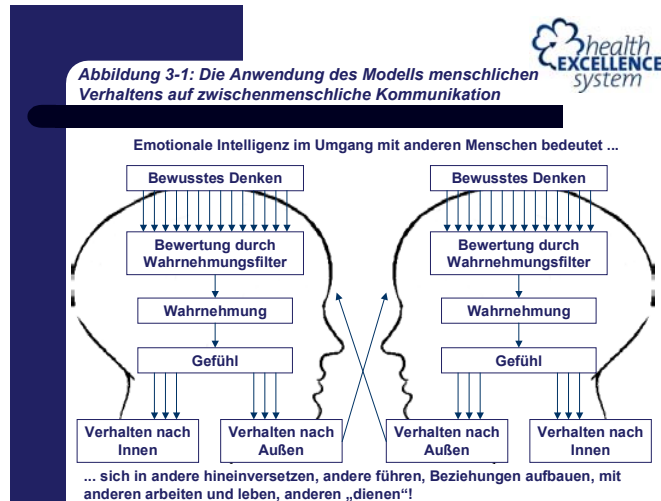 health
EXCELLENCE
system
Abbildung 3-1: Die Anwendung des Modells menschlichen
Verhaltens auf zwischenmenschliche Kommunikation
Emotionale Intelligenz im Umgang mit anderen Menschen bedeutet ...
Bewusstes Denken
Bewertung durch
Wahrnehmungsfilter
Wahrnehmung
Gefühl
Verhalten nach
Innen
Verhalten nach
Außen
Bewusstes Denken
Bewertung durch
Wahrnehmungsfilter
Wahrnehmung
Gefühl
Verhalten nach
Außen
Verhalten nach
Innen
... sich in andere hineinversetzen, andere führen, Beziehungen aufbauen, mit
anderen arbeiten und leben, anderen „dienen“!